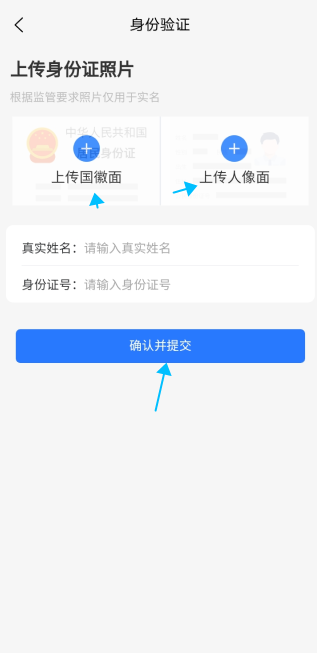 身份验证
上传身份证照片
根据监管要求照片仅用于实名
中华人民共和国
居民身份证
上传国徽面
上传人像面
真实姓名：请输入真实姓名
身份证号：请输入身份证号
确认并提交